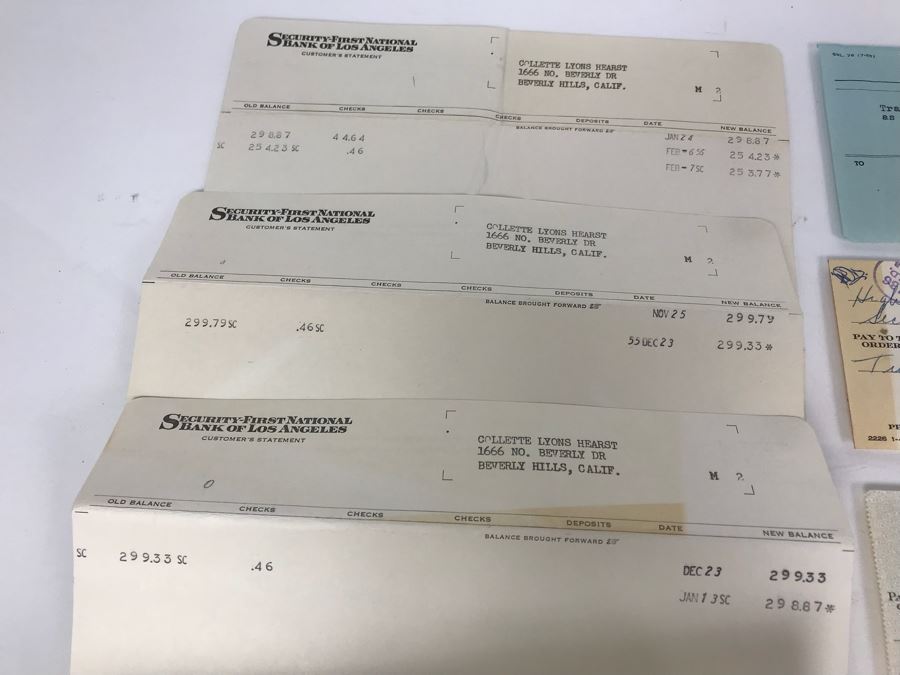 SECURITY-FIRST NATIONAL
BANK OF LOS ANGELES
CUSTOMER'S STATEMENT
COLLETTE LYONS HEARST
1666 NO. BEVERLY DR
BEVERLY HILLS, CALIF.
M 2
OLD BALANCE CHECKS CHECKS CHECKS DEPOSITS DATE NEW BALANCE
BALANCE BROUGHT FORWARD
298.87 44.64 JAN 24 298.87
SC 254.23 SC .46 FEB-6 55 254.23*
FEB-7 SC 253.77*
SECURITY-FIRST NATIONAL
BANK OF LOS ANGELES
CUSTOMER'S STATEMENT
COLLETTE LYONS HEARST
1666 NO. BEVERLY DR
BEVERLY HILLS, CALIF.
M 2
OLD BALANCE CHECKS CHECKS CHECKS DEPOSITS DATE NEW BALANCE
BALANCE BROUGHT FORWARD
NOV 25 299.79
299.79 SC .46 SC 55 DEC 23 299.33*
SECURITY-FIRST NATIONAL
BANK OF LOS ANGELES
CUSTOMER'S STATEMENT
COLLETTE LYONS HEARST
1666 NO. BEVERLY DR
BEVERLY HILLS, CALIF.
M 2
OLD BALANCE CHECKS CHECKS CHECKS DEPOSITS DATE NEW BALANCE
BALANCE BROUGHT FORWARD
DEC 23 299.33
SC 299.33 SC .46 JAN 13 SC 298.87*
Tra
TO
PAY TO T
ORDER
2226 1-